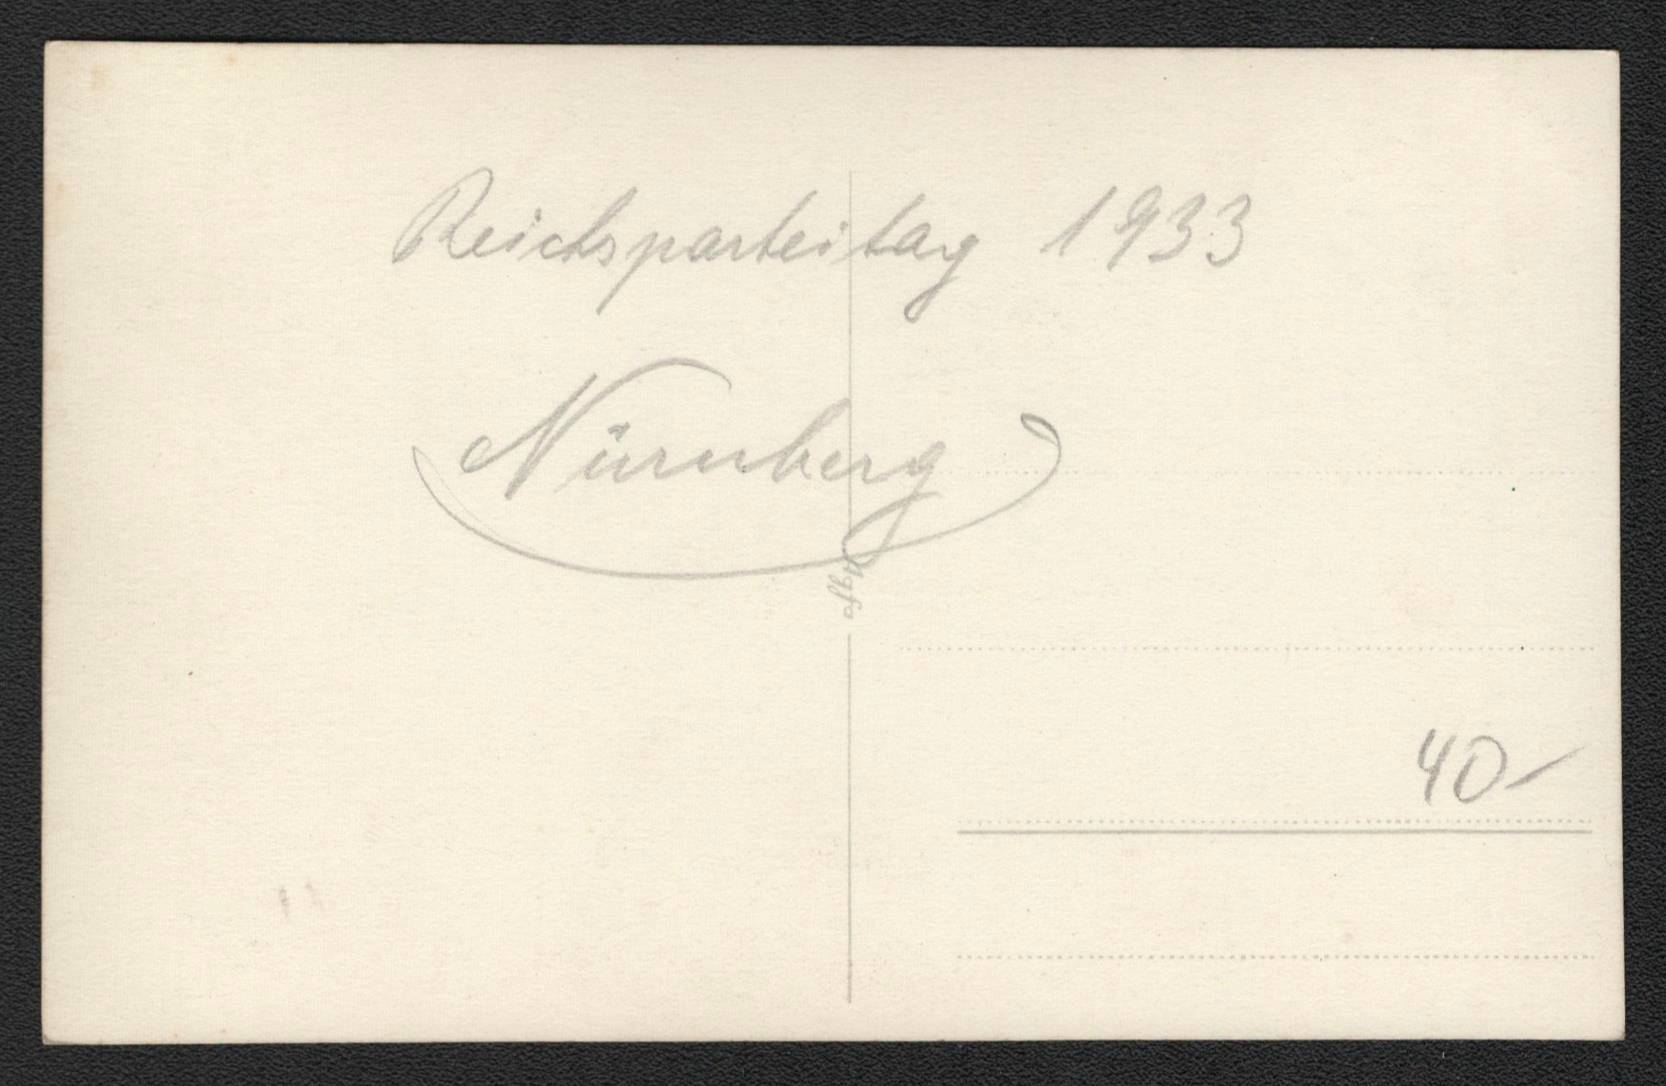 Reichsparteitag 1933
Nürnberg
Agfa
40-